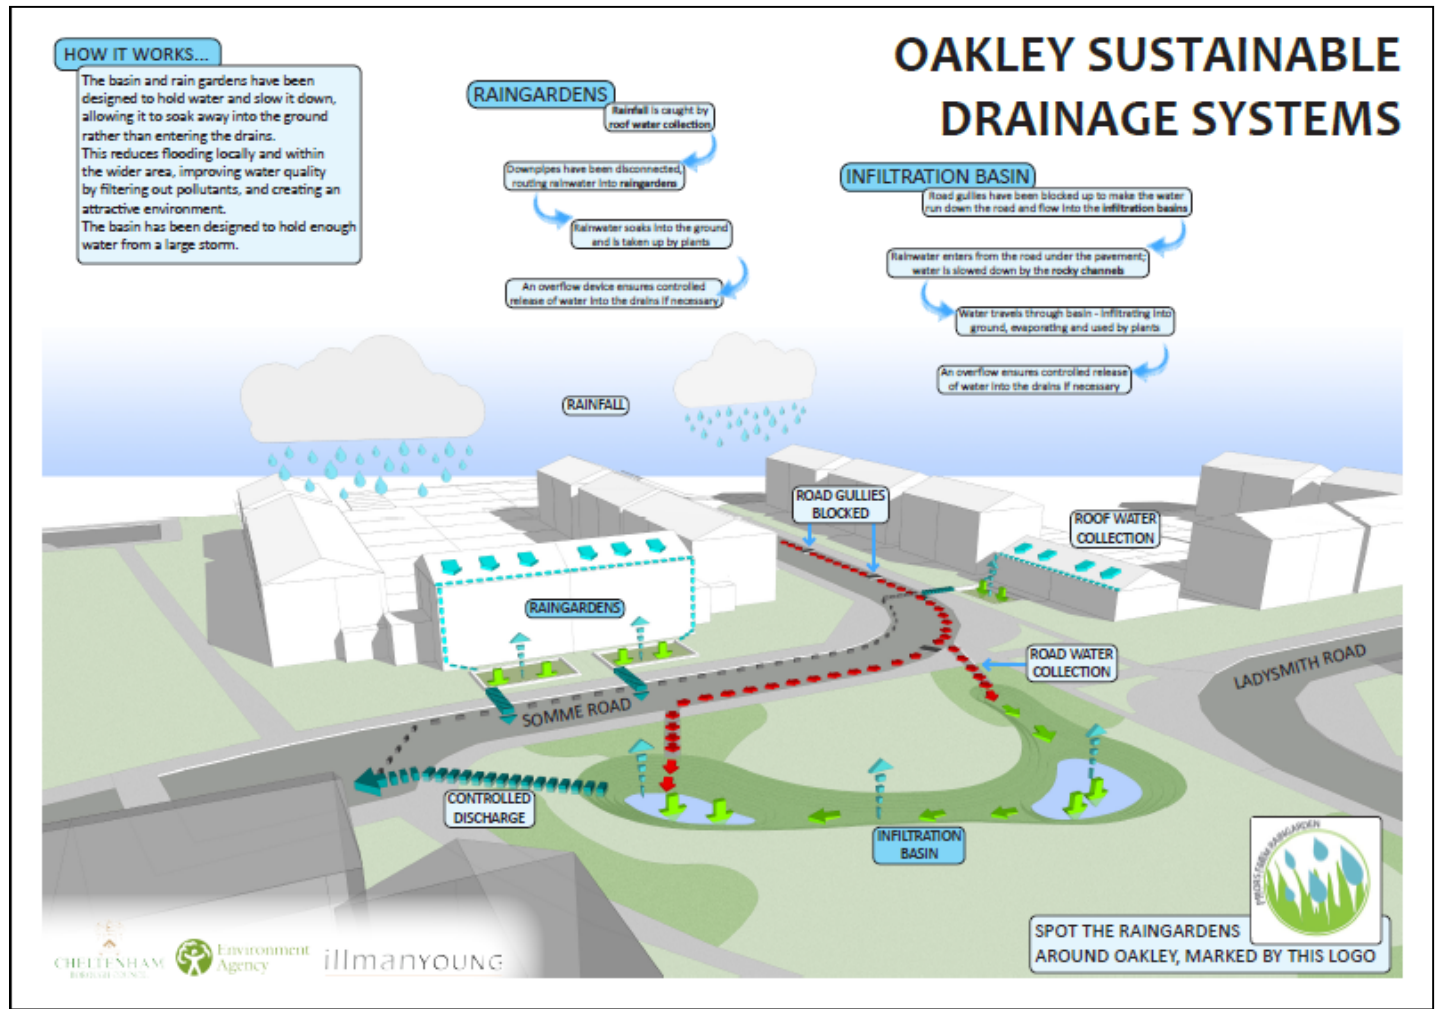 OAKLEY SUSTAINABLE
DRAINAGE SYSTEMS
HOW IT WORKS...
The basin and rain gardens have been
designed to hold water and slow it down,
allowing it to soak away into the ground
rather than entering the drains.
This reduces flooding locally and within
the wider area, improving water quality
by filtering out pollutants, and creating an
attractive environment.
The basin has been designed to hold enough
water from a large storm.
RAINGARDENS
Rainfall is caught by
roof water collection
Downpipes have been disconnected,
routing rainwater into raingardens
Rainwater soaks into the ground
and is taken up by plants
An overflow device ensures controlled
release of water into the drains if necessary
INFILTRATION BASIN
Road gullies have been blocked up to make the water
run down the road and flow into the infiltration basins
Rainwater enters from the road under the pavement;
water is slowed down by the rocky channels
Water travels through basin - infiltrating into
ground, evaporating and used by plants
An overflow ensures controlled release
of water into the drains if necessary
RAINFALL
ROAD GULLIES
BLOCKED
ROOF WATER
COLLECTION
RAINGARDENS
ROAD WATER
COLLECTION
LADYSMITH ROAD
SOMME ROAD
CONTROLLED
DISCHARGE
INFILTRATION
BASIN
PRIORS FARM RAINGARDEN
SPOT THE RAINGARDENS
AROUND OAKLEY, MARKED BY THIS LOGO
CHELTENHAM
BOROUGH COUNCIL
Environment
Agency
illmanYOUNG